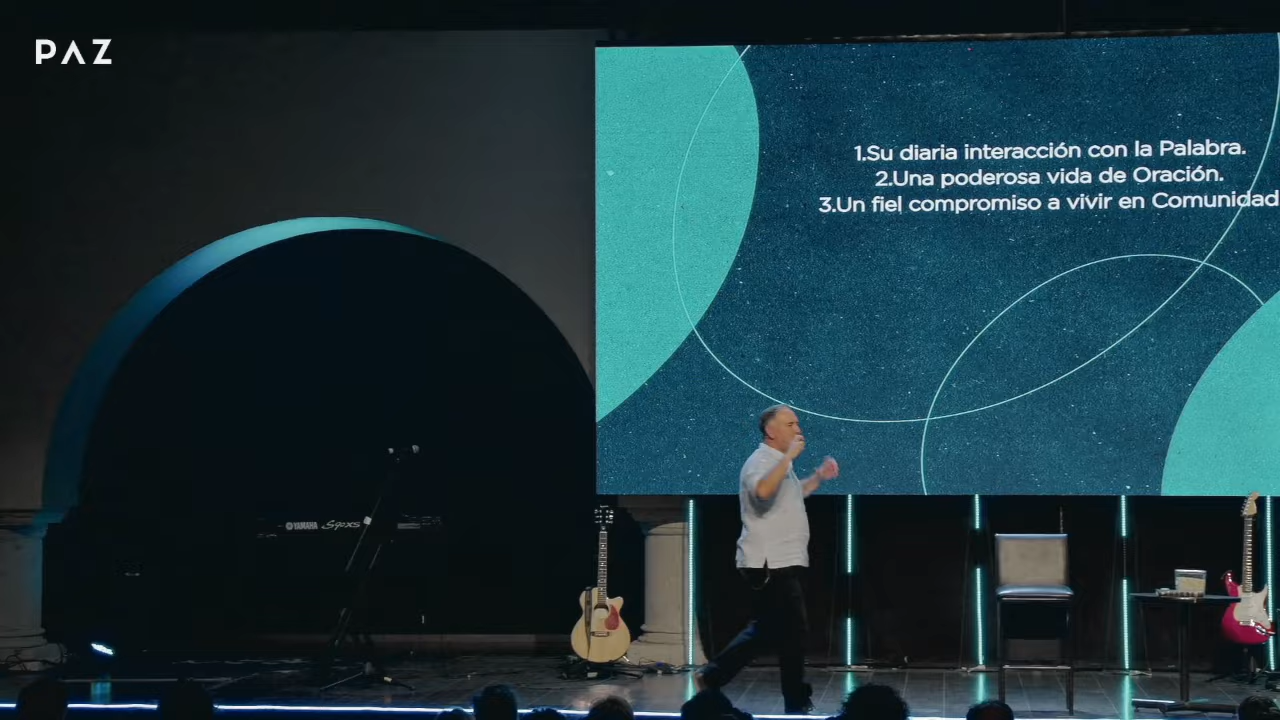 PAZ
1.Su diaria interacción con la Palabra.
2.Una poderosa vida de Oración.
3.Un fiel compromiso a vivir en Comunidad
YAMAHA S90XS